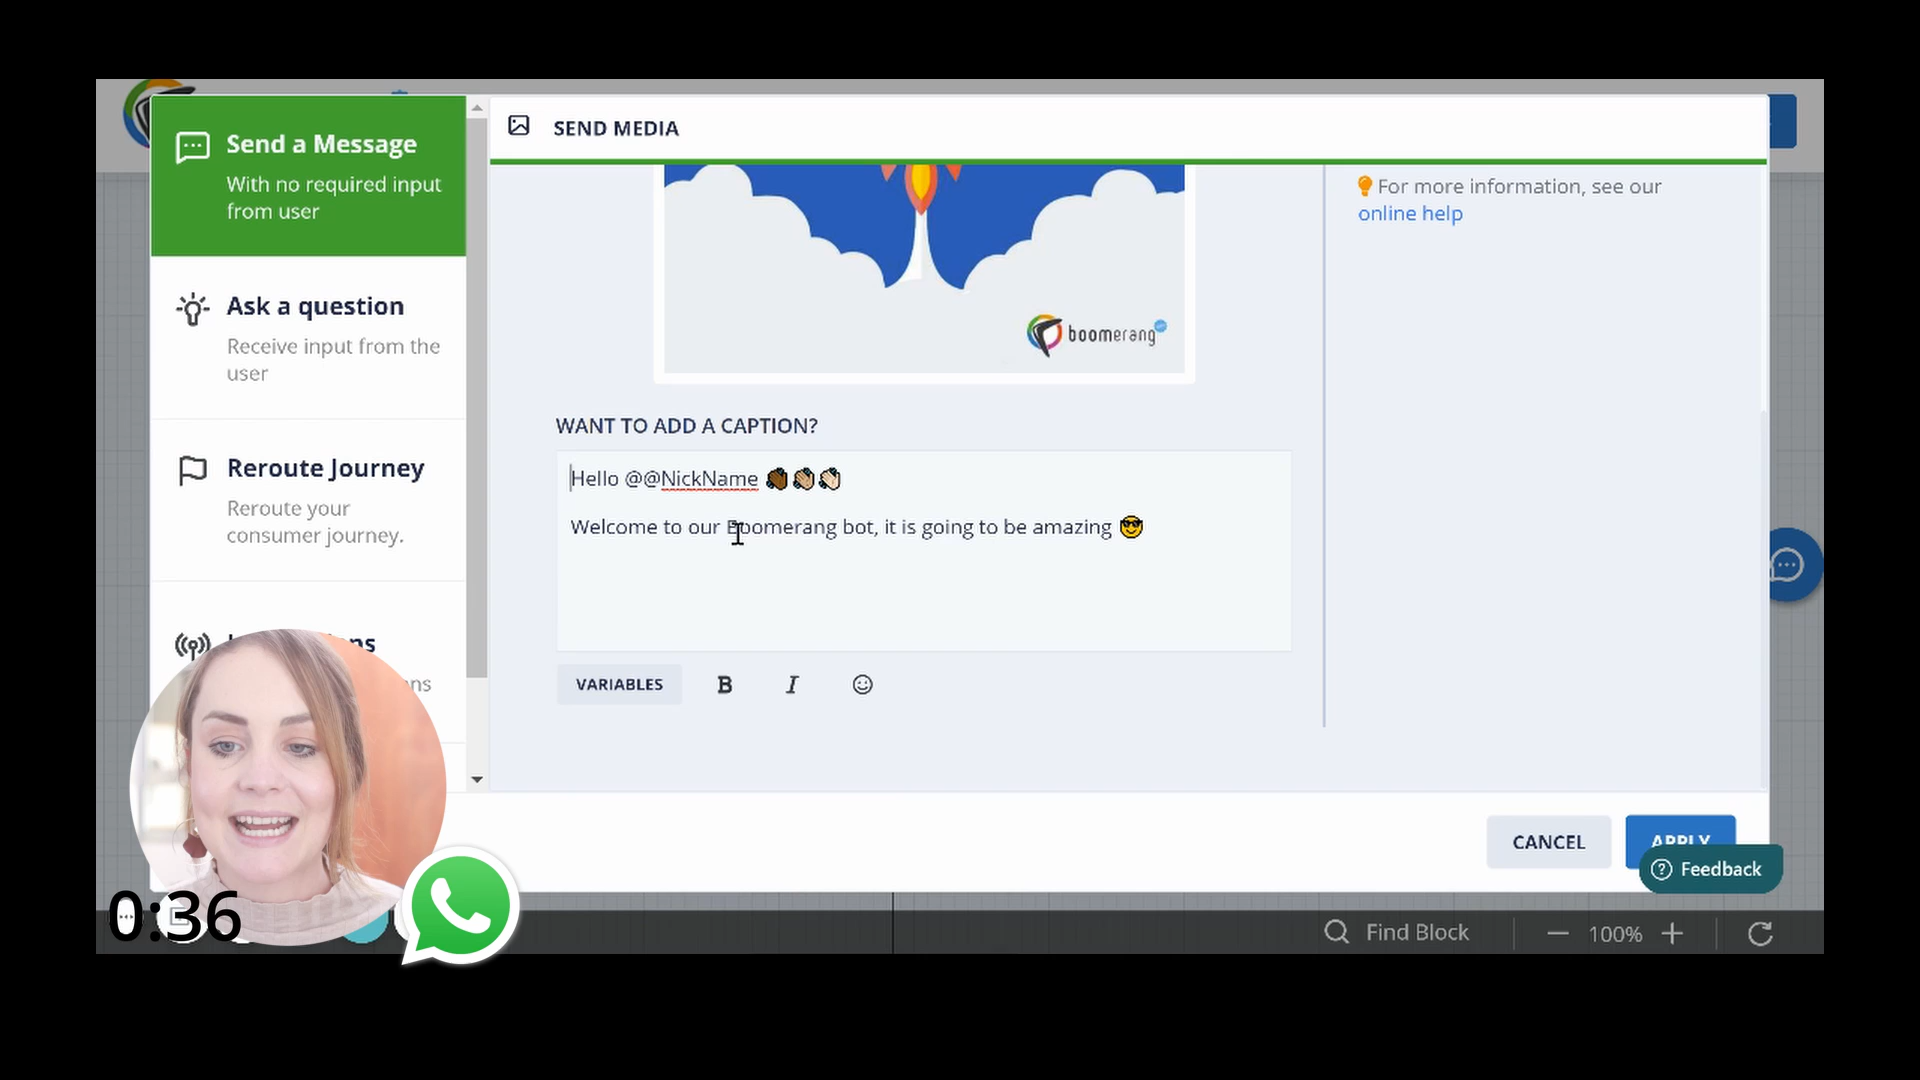 Send a Message
With no required input
from user
Ask a question
Receive input from the
user
Reroute Journey
Reroute your
consumer journey.
SEND MEDIA
boomerang
For more information, see our
online help
WANT TO ADD A CAPTION?
Hello @@NickName 👏🏾👏🏼👏🏻
Welcome to our Boomerang bot, it is going to be amazing 😎
VARIABLES
B
I
CANCEL
APPLY
Feedback
0:36
Find Block
100%